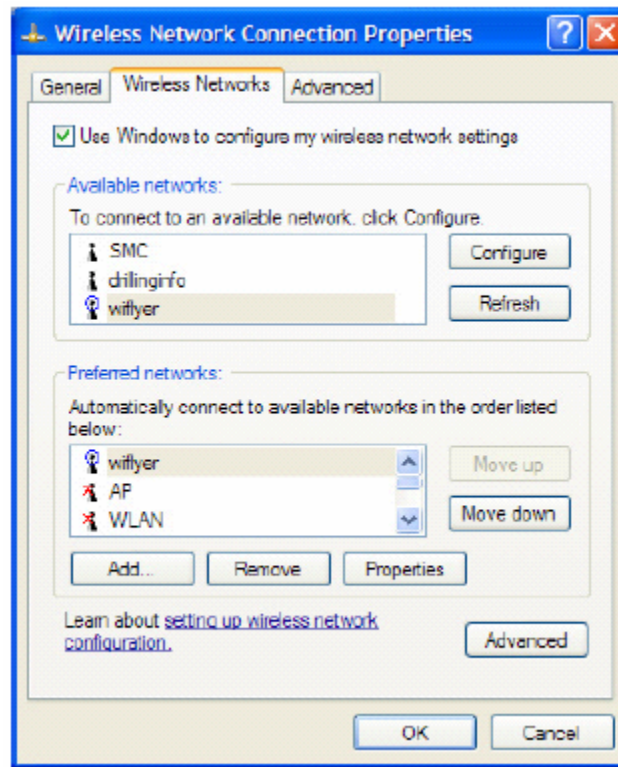 Wireless Network Connection Properties
General
Wireless Networks
Advanced
Use Windows to configure my wireless network settings
Available networks:
To connect to an available network, click Configure.
SMC
drillinginfo
wiflyer
Configure
Refresh
Preferred networks:
Automatically connect to available networks in the order listed
below:
wiflyer
AP
WLAN
Move up
Move down
Add...
Remove
Properties
Learn about setting up wireless network
configuration.
Advanced
OK
Cancel